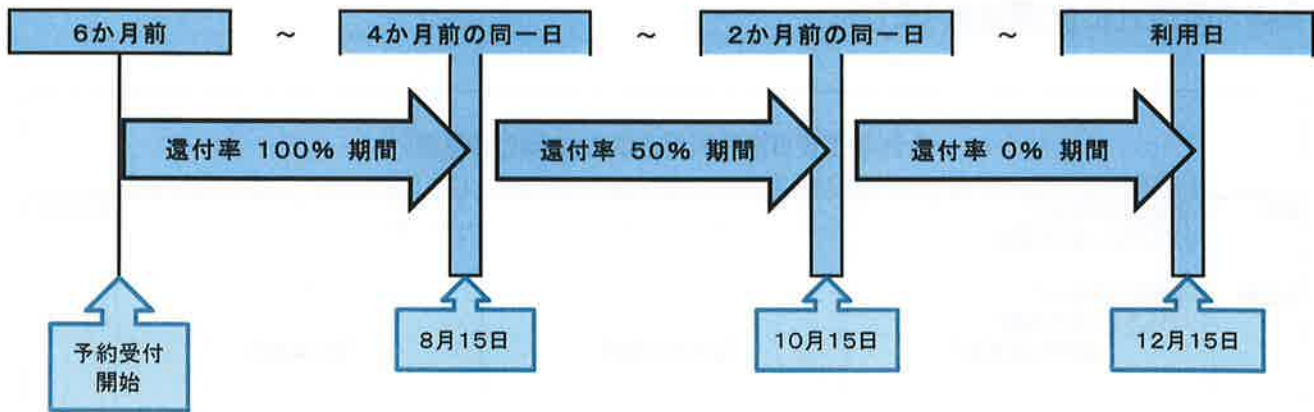 6か月前 ～ 4か月前の同一日 ～ 2か月前の同一日 ～ 利用日
還付率 100% 期間 還付率 50% 期間 還付率 0% 期間
予約受付
開始
8月15日 10月15日 12月15日